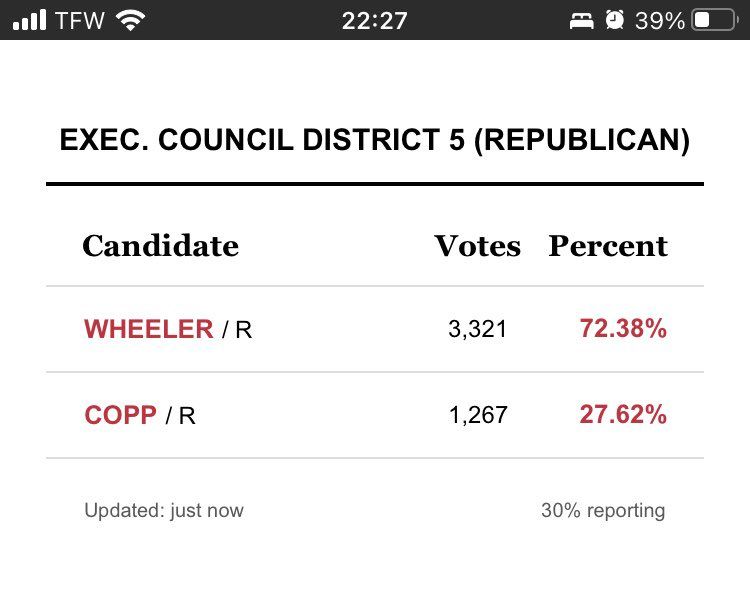 TFW 22:27 39%
EXEC. COUNCIL DISTRICT 5 (REPUBLICAN)
Candidate Votes Percent
WHEELER / R 3,321 72.38%
COPP / R 1,267 27.62%
Updated: just now 30% reporting